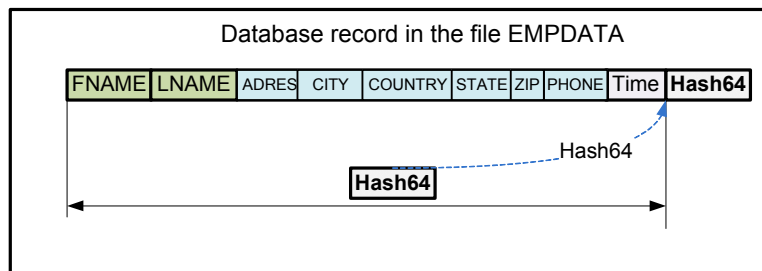 Database record in the file EMPDATA
FNAME LNAME ADRES CITY COUNTRY STATE ZIP PHONE Time Hash64
Hash64
Hash64